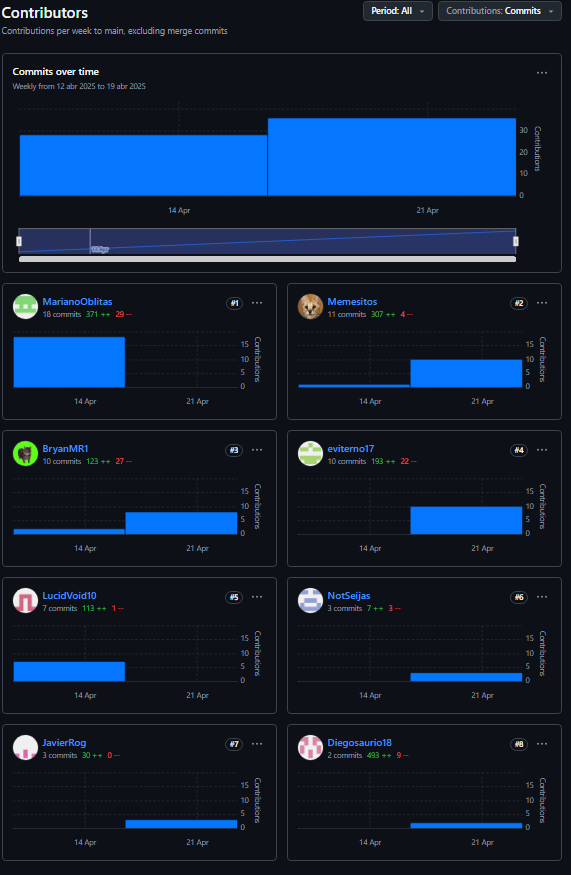 Contributors
Period: All
Contributions: Commits
Contributions per week to main, excluding merge commits
Commits over time
Weekly from 12 abr 2025 to 19 abr 2025
30
20
10
0
Contributions
14 Apr
21 Apr
MarianoOblitas
#1
18 commits 371 ++ 29 --
15
10
5
0
Contributions
14 Apr
21 Apr
Memesitos
#2
11 commits 307 ++ 4 --
15
10
5
0
Contributions
14 Apr
21 Apr
BryanMR1
#3
10 commits 123 ++ 27 --
15
10
5
0
Contributions
14 Apr
21 Apr
eviterno17
#4
10 commits 193 ++ 22 --
15
10
5
0
Contributions
14 Apr
21 Apr
LucidVoid10
#5
7 commits 113 ++ 1 --
15
10
5
0
Contributions
14 Apr
21 Apr
NotSeijas
#6
3 commits 7 ++ 3 --
15
10
5
0
Contributions
14 Apr
21 Apr
JavierRog
#7
3 commits 30 ++ 0 --
15
10
5
0
Contributions
14 Apr
21 Apr
Diegosaurio18
#8
2 commits 493 ++ 9 --
15
10
5
0
Contributions
14 Apr
21 Apr